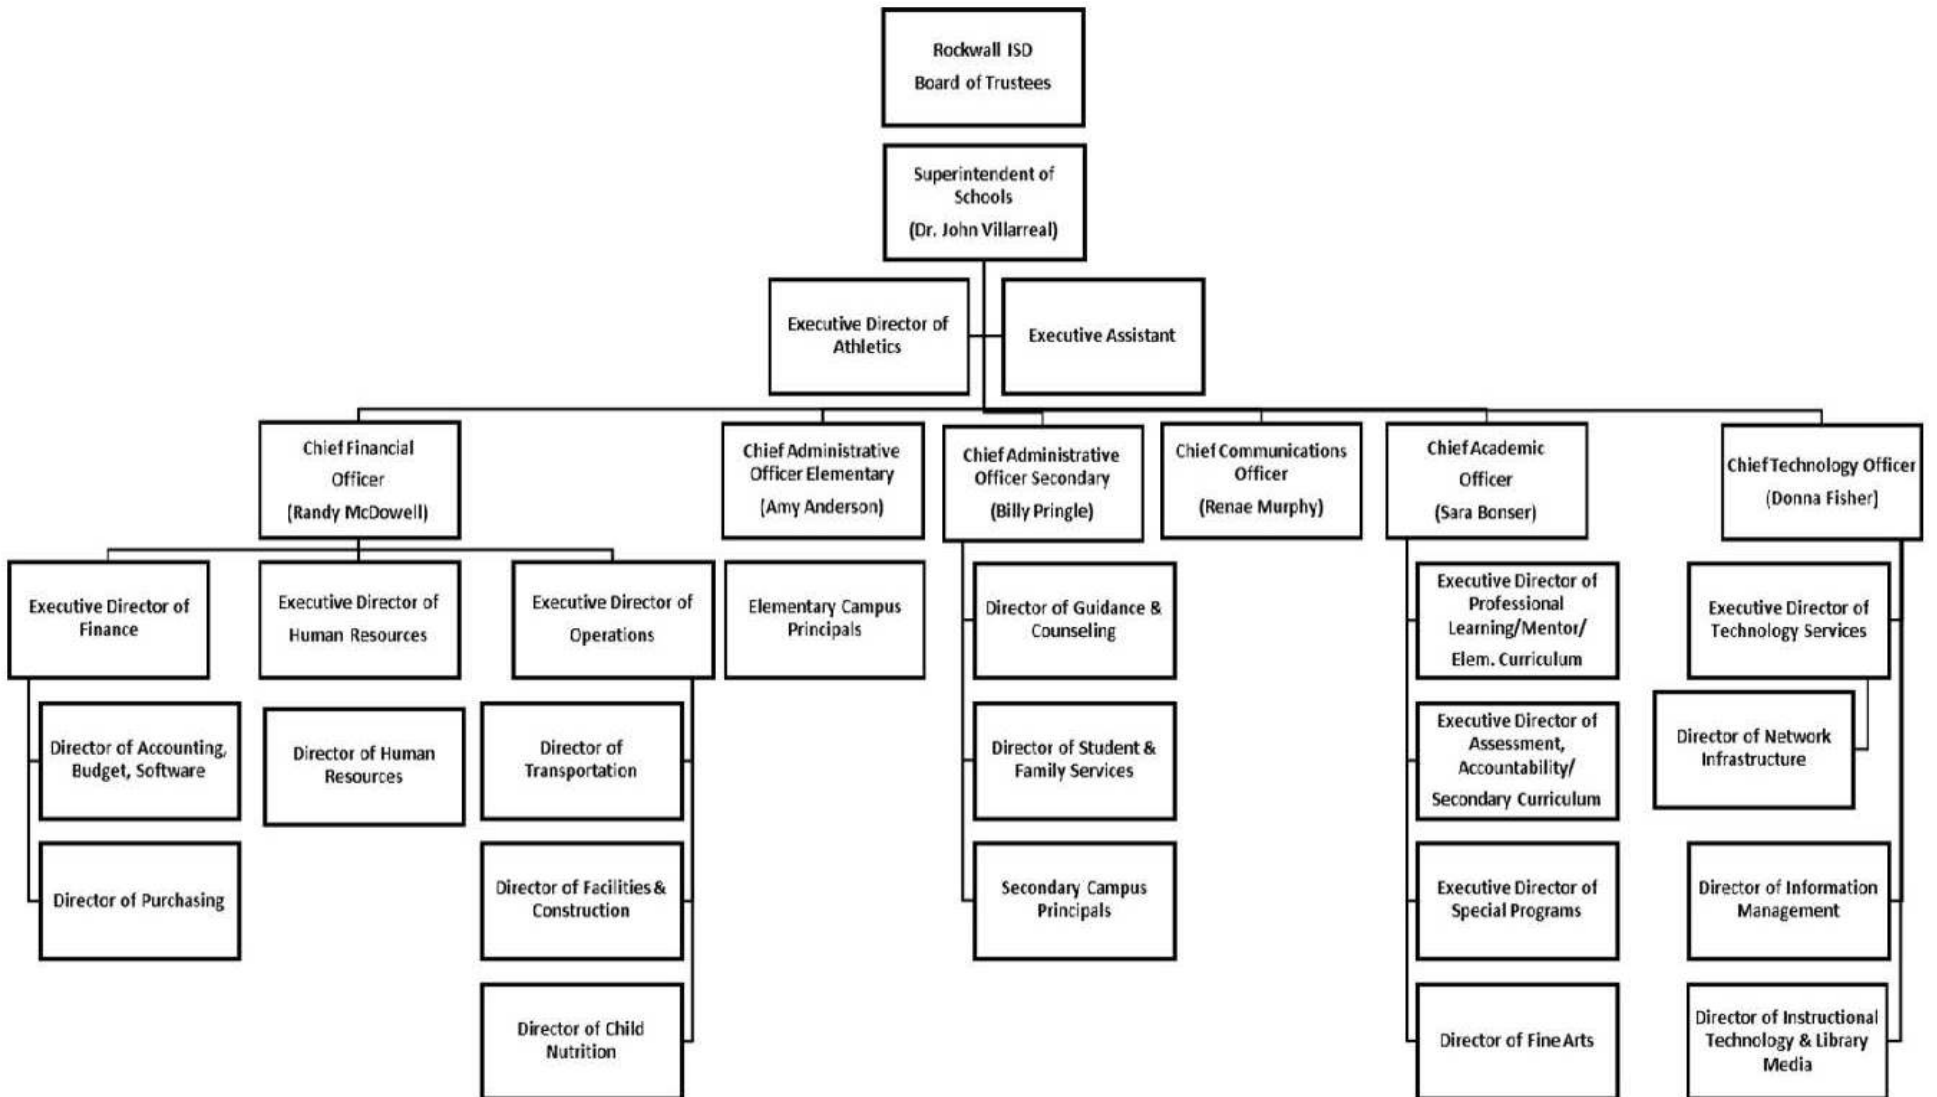 Rockwall ISD
Board of Trustees
Superintendent of
Schools
(Dr. John Villarreal)
Executive Director of
Athletics
Executive Assistant
Chief Financial
Officer
(Randy McDowell)
Chief Administrative
Officer Elementary
(Amy Anderson)
Chief Administrative
Officer Secondary
(Billy Pringle)
Chief Communications
Officer
(Renae Murphy)
Chief Academic
Officer
(Sara Bonser)
Chief Technology Officer
(Donna Fisher)
Executive Director of
Finance
Executive Director of
Human Resources
Executive Director of
Operations
Elementary Campus
Principals
Director of Guidance &
Counseling
Executive Director of
Professional
Learning/Mentor/
Elem. Curriculum
Executive Director of
Technology Services
Director of Accounting,
Budget, Software
Director of Human
Resources
Director of
Transportation
Director of Student &
Family Services
Executive Director of
Assessment,
Accountability/
Secondary Curriculum
Director of Network
Infrastructure
Director of Purchasing
Director of Facilities &
Construction
Secondary Campus
Principals
Executive Director of
Special Programs
Director of Information
Management
Director of Child
Nutrition
Director of Fine Arts
Director of Instructional
Technology & Library
Media